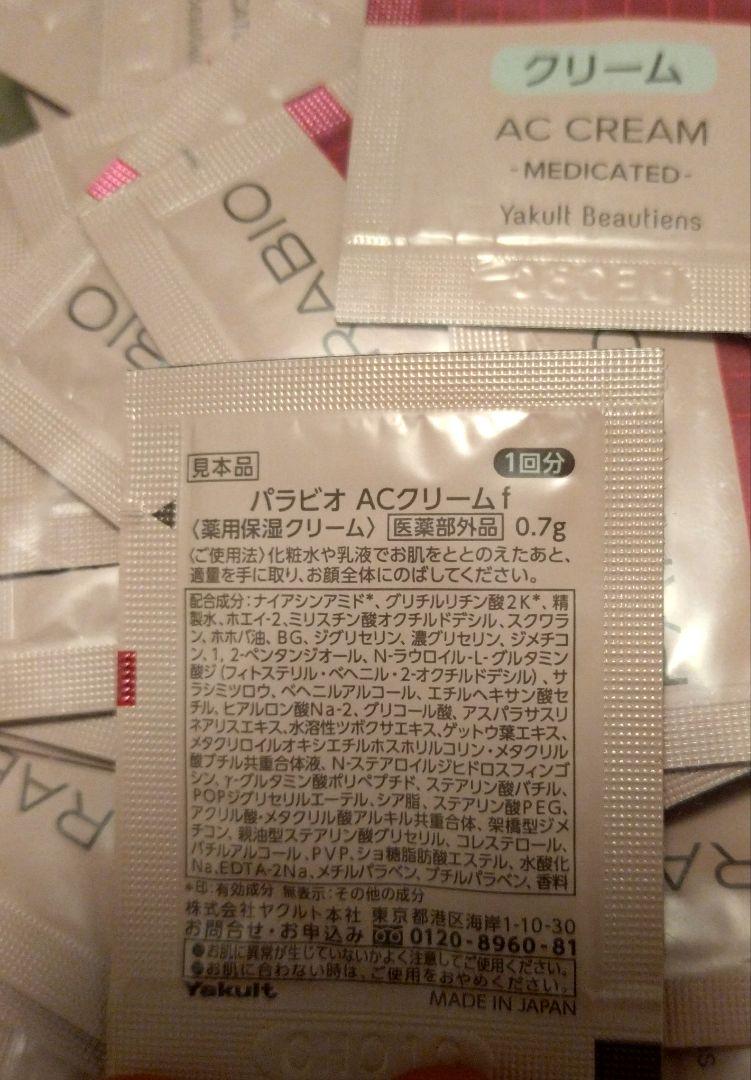 クリーム
AC CREAM
-MEDICATED-
Yakult Beautiens
RABIO
BIO
見本品
1回分
パラビオ ACクリームf
〈薬用保湿クリーム〉 医薬部外品 0.7g
〈ご使用法〉化粧水や乳液でお肌をととのえたあと、
適量を手に取り、お顔全体にのばしてください。
配合成分:ナイアシンアミド*、グリチルリチン酸2K*、精
製水、ホエイ-2、ミリスチン酸オクチルドデシル、スクワラ
ン、ホホバ油、BG、ジグリセリン、濃グリセリン、ジメチコ
ン、1,2-ペンタンジオール、N-ラウロイル-L-グルタミン
酸ジ(フィトステリル・ベヘニル・2-オクチルドデシル)、サ
ラシミツロウ、ベヘニルアルコール、エチルヘキサン酸セ
チル、ヒアルロン酸Na-2、グリコール酸、アスパラサスリ
ネアリスエキス、水溶性ツボクサエキス、ゲットウ葉エキス、
メタクリロイルオキシエチルホスホリルコリン・メタクリル
酸ブチル共重合体液、N-ステアロイルジヒドロスフィンゴ
シン、γ-グルタミン酸ポリペプチド、ステアリン酸バチル、
POPジグリセリルエーテル、シア脂、ステアリン酸PEG、
アクリル酸・メタクリル酸アルキル共重合体、架橋型ジメ
チコン、親油型ステアリン酸グリセリル、コレステロール、
バチルアルコール、PVP、ショ糖脂肪酸エステル、水酸化
Na、EDTA-2Na、メチルパラベン、ブチルパラベン、香料
*印:有効成分 無表示:その他の成分
株式会社ヤクルト本社 東京都港区海岸1-10-30
お問合せ・お申込み 0120-8960-81
●お肌に異常が生じていないかよく注意してご使用ください。
●お肌に合わない時は、ご使用をおやめください。
Yakult
MADE IN JAPAN